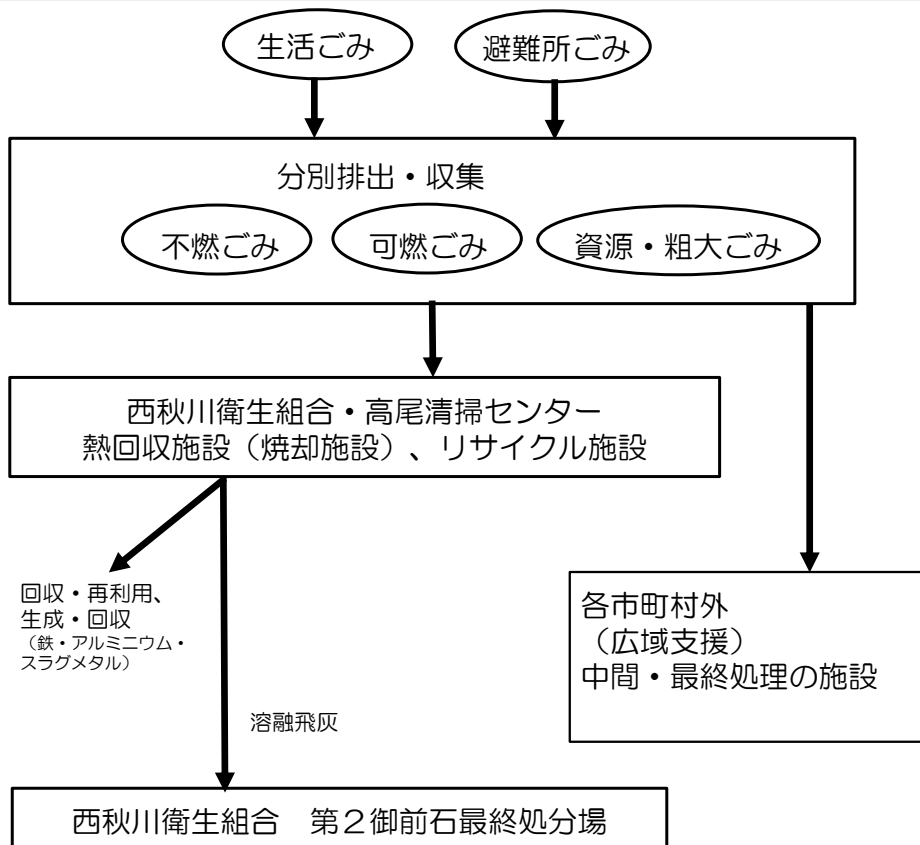 生活ごみ
避難所ごみ
分別排出・収集
不燃ごみ
可燃ごみ
資源・粗大ごみ
西秋川衛生組合・高尾清掃センター
熱回収施設（焼却施設）、リサイクル施設
回収・再利用、
生成・回収
（鉄・アルミニウム・
スラグメタル）
各市町村外
（広域支援）
中間・最終処理の施設
溶融飛灰
西秋川衛生組合　第２御前石最終処分場